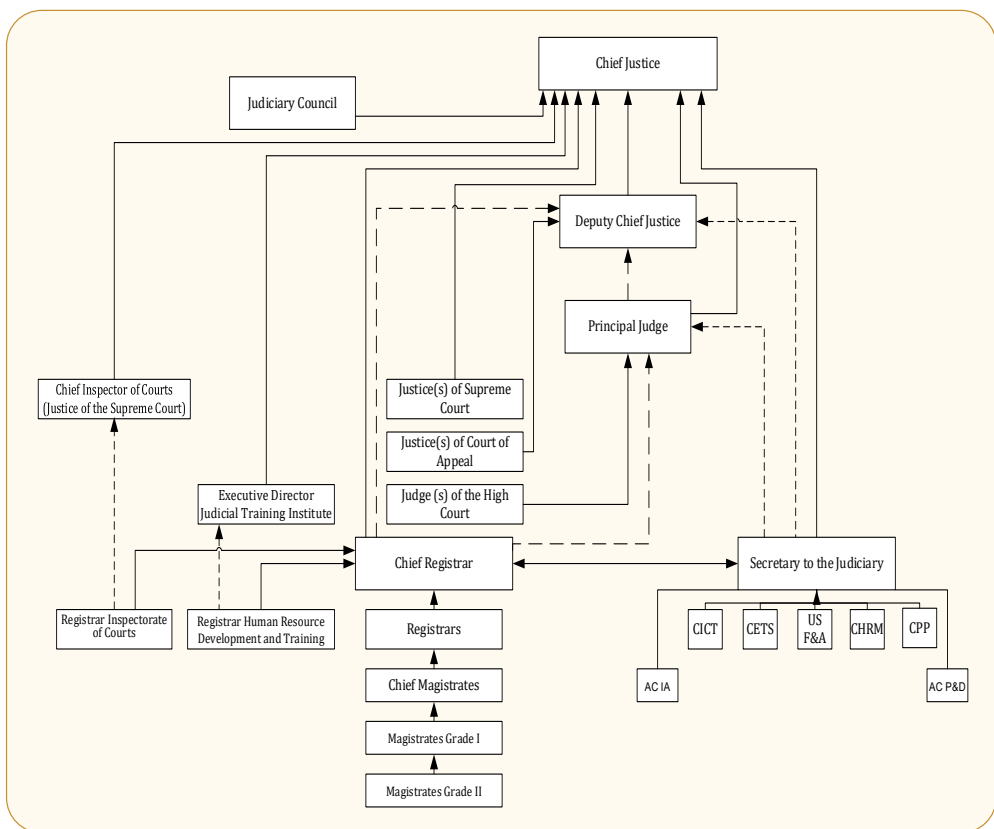 Chief Justice
Judiciary Council
Deputy Chief Justice
Principal Judge
Chief Inspector of Courts
(Justice of the Supreme Court)
Justice(s) of Supreme
Court
Justice(s) of Court of
Appeal
Executive Director
Judicial Training Institute
Judge (s) of the High
Court
Chief Registrar
Secretary to the Judiciary
Registrar Inspectorate
of Courts
Registrar Human Resource
Development and Training
Registrars
CICT
CETS
US
F&A
CHRM
CPP
Chief Magistrates
AC IA
AC P&D
Magistrates Grade I
Magistrates Grade II